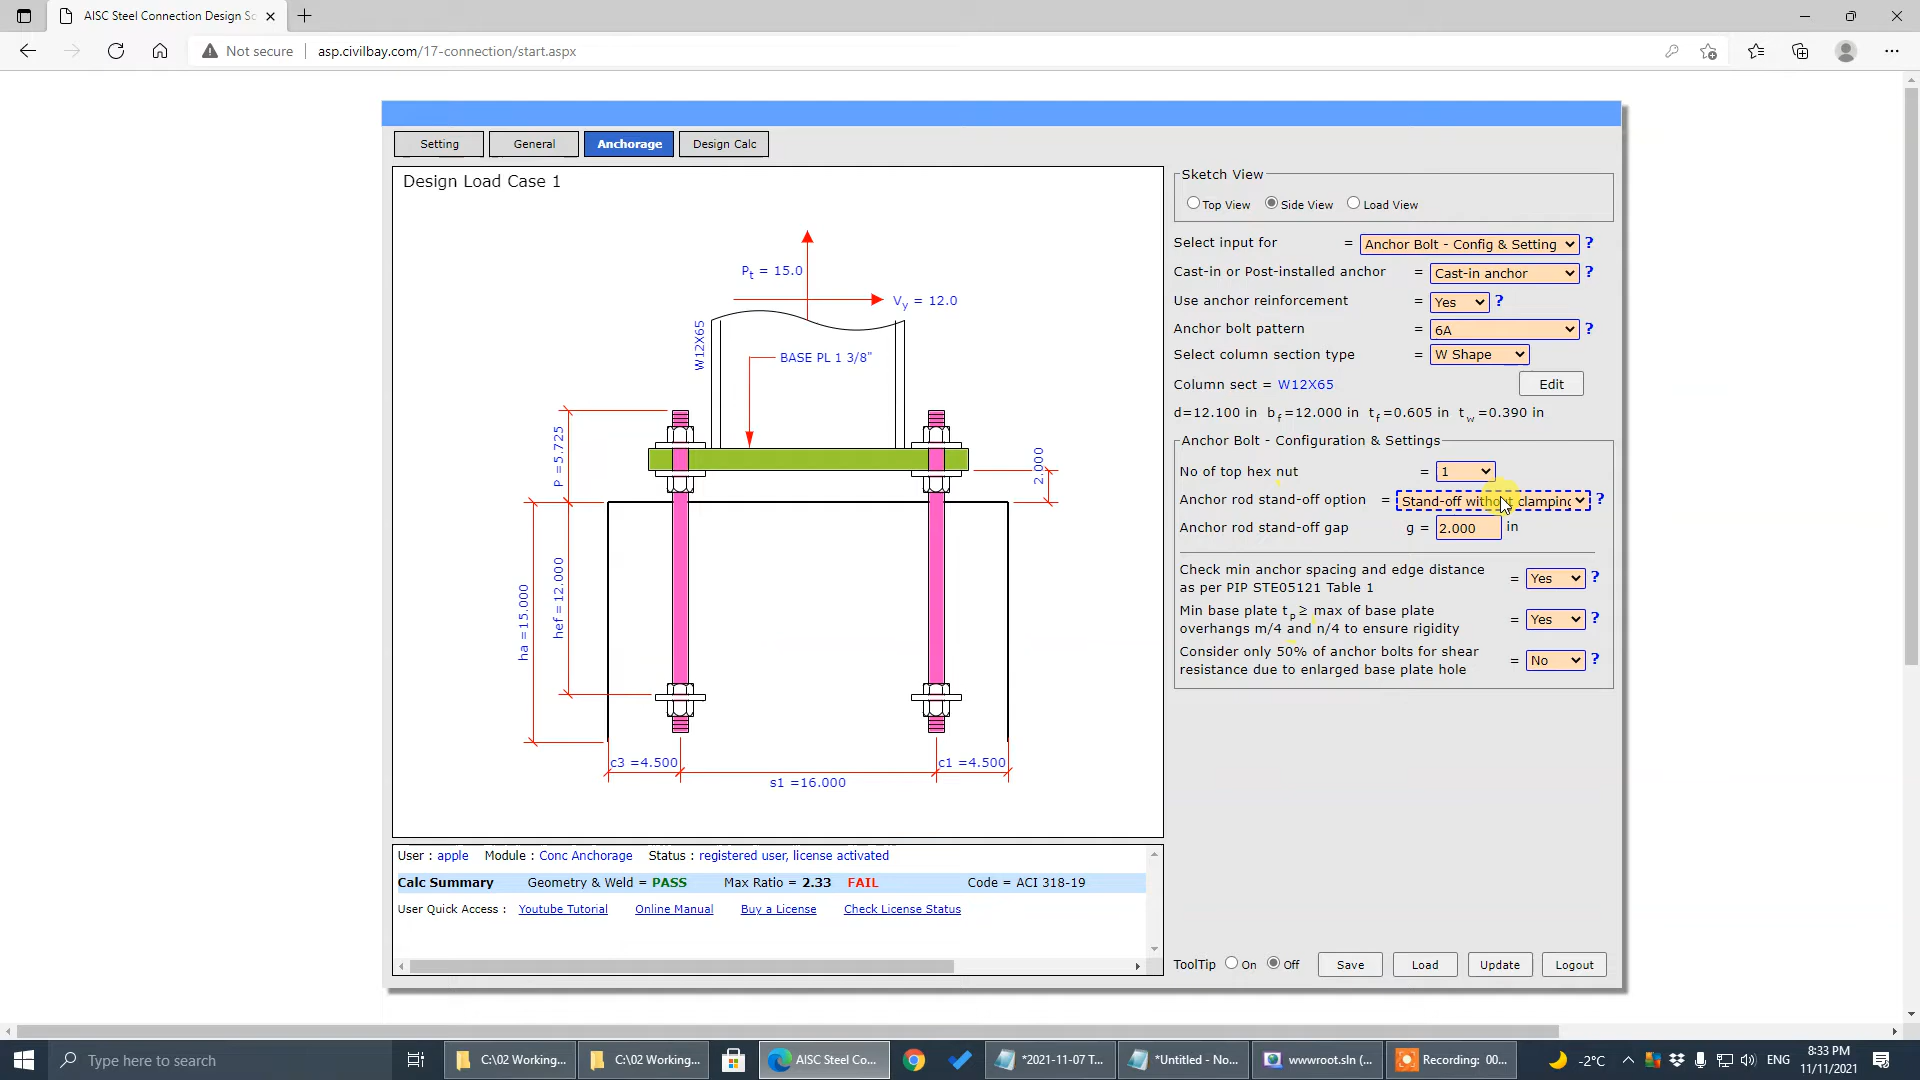 AISC Steel Connection Design So
Not secure
asp.civilbay.com/17-connection/start.aspx
Setting
General
Anchorage
Design Calc
Design Load Case 1
Pt = 15.0
Vy = 12.0
W12X65
BASE PL 1 3/8"
P =5.725
2.000
ha =15.000
hef =12.000
c3 =4.500
c1 =4.500
s1 =16.000
Sketch View
Top View
Side View
Load View
Select input for = Anchor Bolt - Config & Setting ?
Cast-in or Post-installed anchor = Cast-in anchor ?
Use anchor reinforcement = Yes ?
Anchor bolt pattern = 6A ?
Select column section type = W Shape
Column sect = W12X65 Edit
d=12.100 in bf=12.000 in tf=0.605 in tw=0.390 in
Anchor Bolt - Configuration & Settings
No of top hex nut = 1
Anchor rod stand-off option = Stand-off without clamping ?
Anchor rod stand-off gap g = 2.000 in
Check min anchor spacing and edge distance
as per PIP STE05121 Table 1 = Yes ?
Min base plate tp ≥ max of base plate
overhangs m/4 and n/4 to ensure rigidity = Yes ?
Consider only 50% of anchor bolts for shear
resistance due to enlarged base plate hole = No ?
User : apple Module : Conc Anchorage Status : registered user, license activated
Calc Summary Geometry & Weld = PASS Max Ratio = 2.33 FAIL Code = ACI 318-19
User Quick Access : Youtube Tutorial Online Manual Buy a License Check License Status
ToolTip On Off Save Load Update Logout
Type here to search
C:\02 Working...
C:\02 Working...
AISC Steel Co...
*2021-11-07 T...
*Untitled - No...
wwwroot.sln (...
Recording: 00...
-2°C
ENG
8:33 PM
11/11/2021